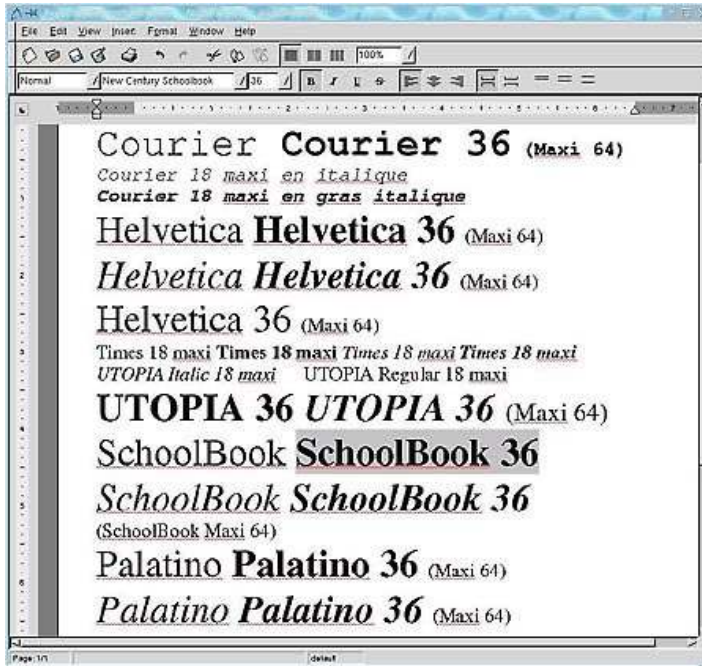 File Edit View Insert Format Window Help
100%
Normal New Century Schoolbook 36 B I U S
Courier Courier 36 (Maxi 64)
Courier 18 maxi en italique
Courier 18 maxi en gras italique
Helvetica Helvetica 36 (Maxi 64)
Helvetica Helvetica 36 (Maxi 64)
Helvetica 36 (Maxi 64)
Times 18 maxi Times 18 maxi Times 18 maxi Times 18 maxi
UTOPIA Italic 18 maxi UTOPIA Regular 18 maxi
UTOPIA 36 UTOPIA 36 (Maxi 64)
SchoolBook SchoolBook 36
SchoolBook SchoolBook 36
(SchoolBook Maxi 64)
Palatino Palatino 36 (Maxi 64)
Palatino Palatino 36 (Maxi 64)
Page: 1/1 default